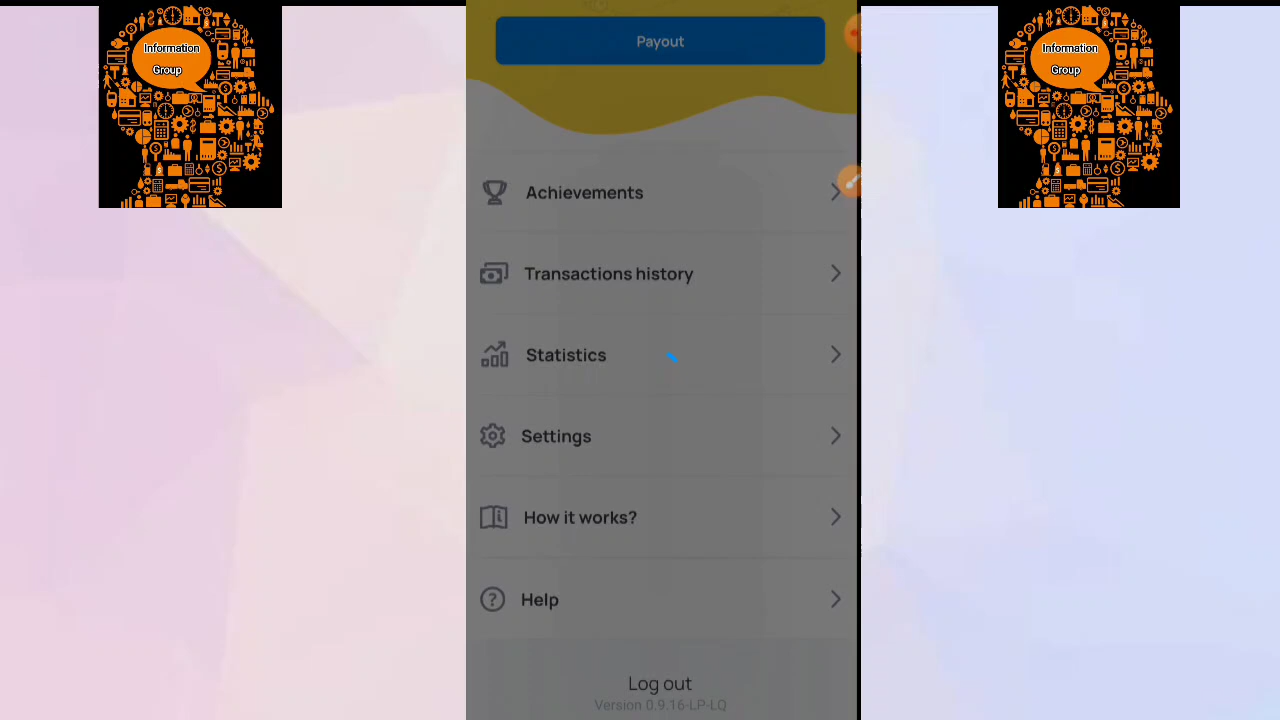 Information
Group
Payout
Achievements
Transactions history
Statistics
Settings
How it works?
Help
Log out
Version 0.9.16-LP-LQ
Information
Group